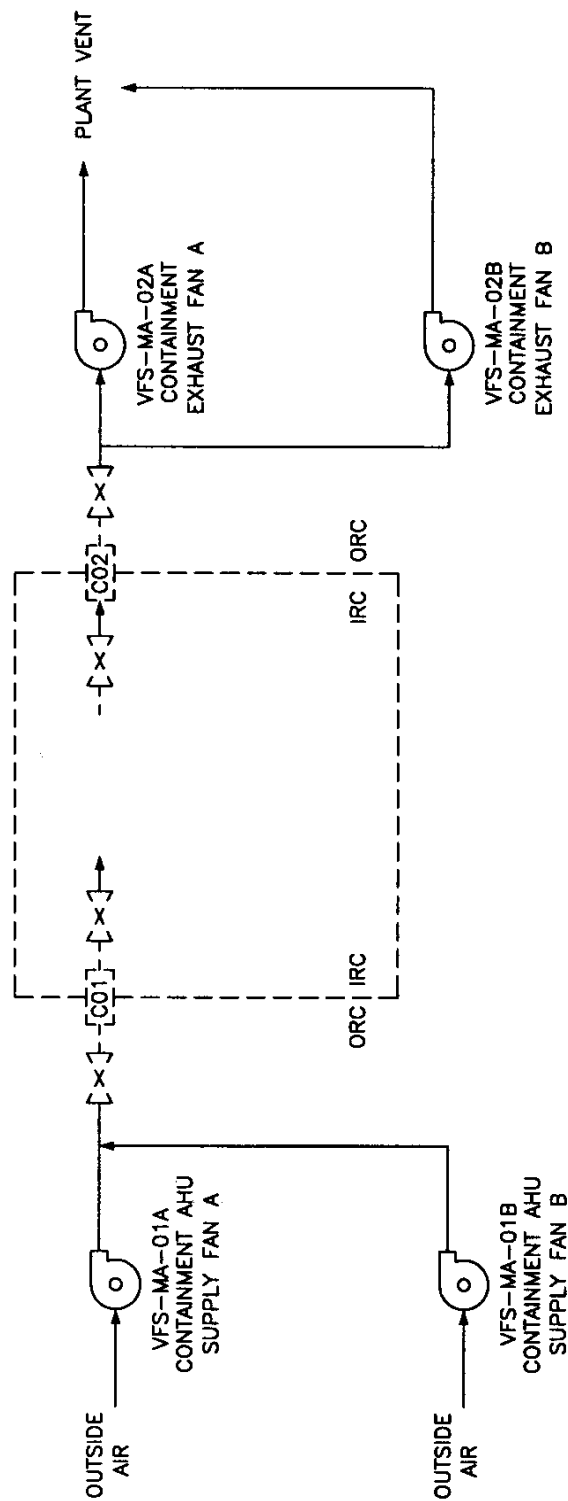 OUTSIDE
AIR
VFS-MA-01A
CONTAINMENT AHU
SUPPLY FAN A
OUTSIDE
AIR
VFS-MA-01B
CONTAINMENT AHU
SUPPLY FAN B
C01
ORC
IRC
C02
IRC
ORC
VFS-MA-02A
CONTAINMENT
EXHAUST FAN A
VFS-MA-02B
CONTAINMENT
EXHAUST FAN B
PLANT VENT